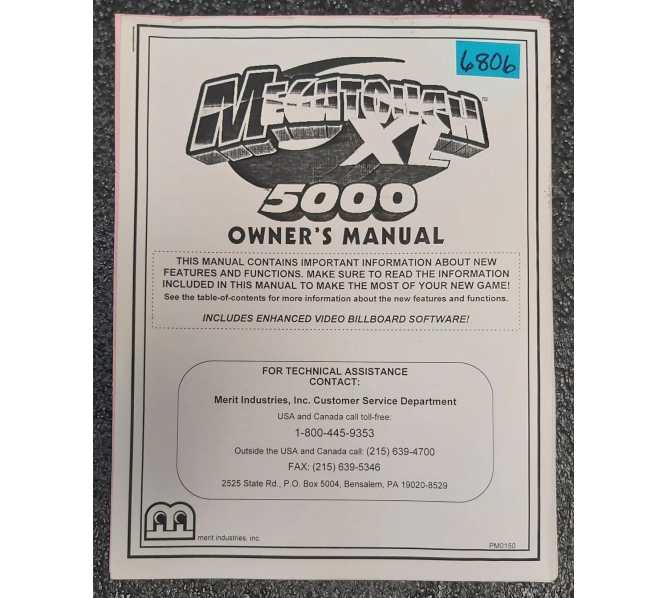 6806
MEGATOUCH™
XL
5000
OWNER'S MANUAL
THIS MANUAL CONTAINS IMPORTANT INFORMATION ABOUT NEW
FEATURES AND FUNCTIONS. MAKE SURE TO READ THE INFORMATION
INCLUDED IN THIS MANUAL TO MAKE THE MOST OF YOUR NEW GAME!
See the table-of-contents for more information about the new features and functions.
INCLUDES ENHANCED VIDEO BILLBOARD SOFTWARE!
FOR TECHNICAL ASSISTANCE
CONTACT:
Merit Industries, Inc. Customer Service Department
USA and Canada call toll-free:
1-800-445-9353
Outside the USA and Canada call: (215) 639-4700
FAX: (215) 639-5346
2525 State Rd., P.O. Box 5004, Bensalem, PA 19020-8529
merit industries, inc.
PM0150